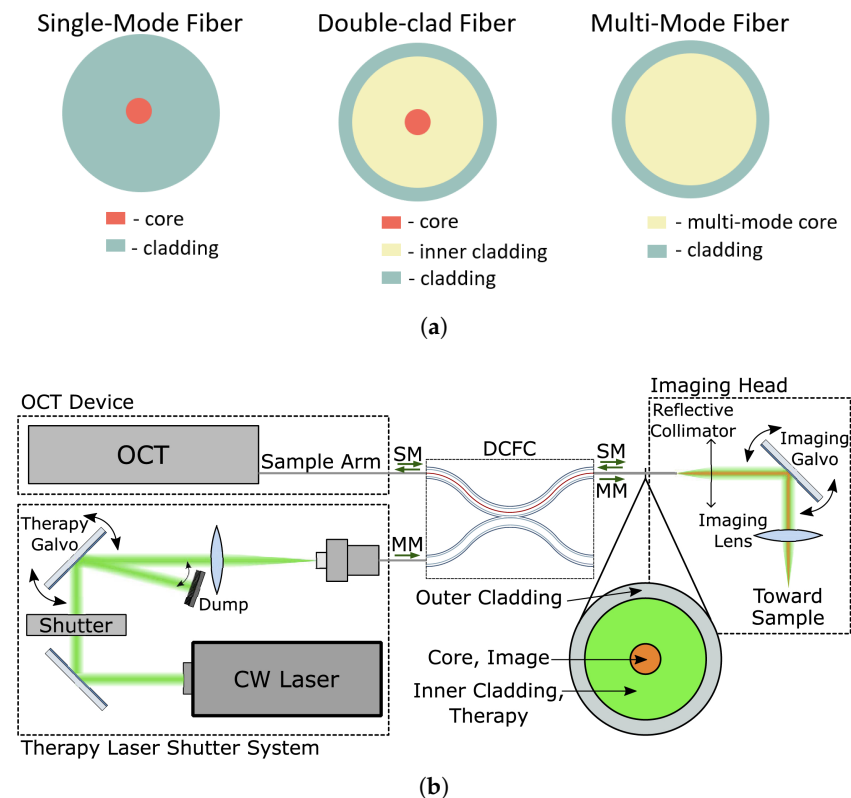 Single-Mode Fiber
Double-clad Fiber
Multi-Mode Fiber
- core
- cladding
- core
- inner cladding
- cladding
- multi-mode core
- cladding
(a)
OCT Device
OCT
Sample Arm
SM
MM
DCFC
SM
MM
Imaging Head
Reflective
Collimator
Imaging
Galvo
Imaging
Lens
Toward
Sample
Therapy
Galvo
Dump
Shutter
CW Laser
Therapy Laser Shutter System
Outer Cladding
Core, Image
Inner Cladding,
Therapy
(b)